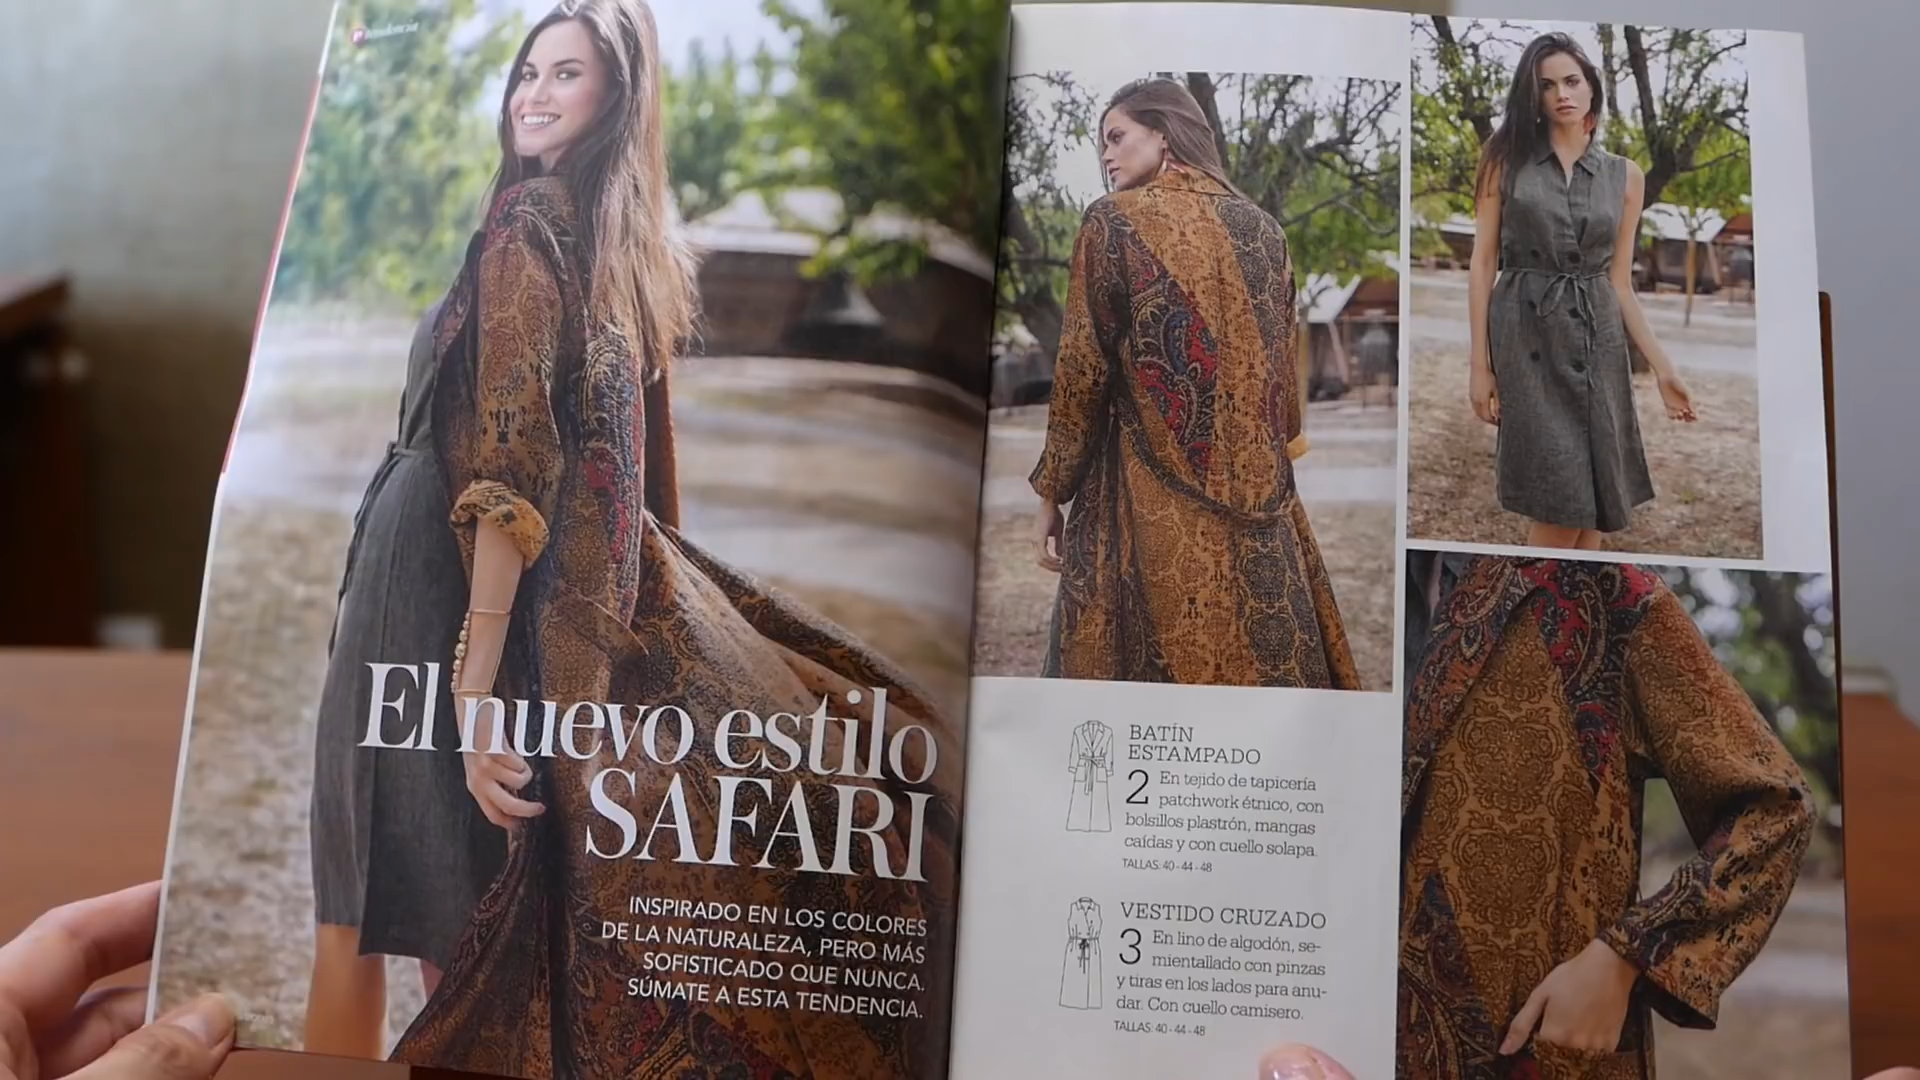 tendencia
El nuevo estilo
SAFARI
INSPIRADO EN LOS COLORES
DE LA NATURALEZA, PERO MÁS
SOFISTICADO QUE NUNCA.
SÚMATE A ESTA TENDENCIA.
BATÍN
ESTAMPADO
2 En tejido de tapicería
patchwork étnico, con
bolsillos plastrón, mangas
caídas y con cuello solapa.
TALLAS: 40 - 44 - 48
VESTIDO CRUZADO
3 En lino de algodón, se-
mientallado con pinzas
y tiras en los lados para anu-
dar. Con cuello camisero.
TALLAS: 40 - 44 - 48